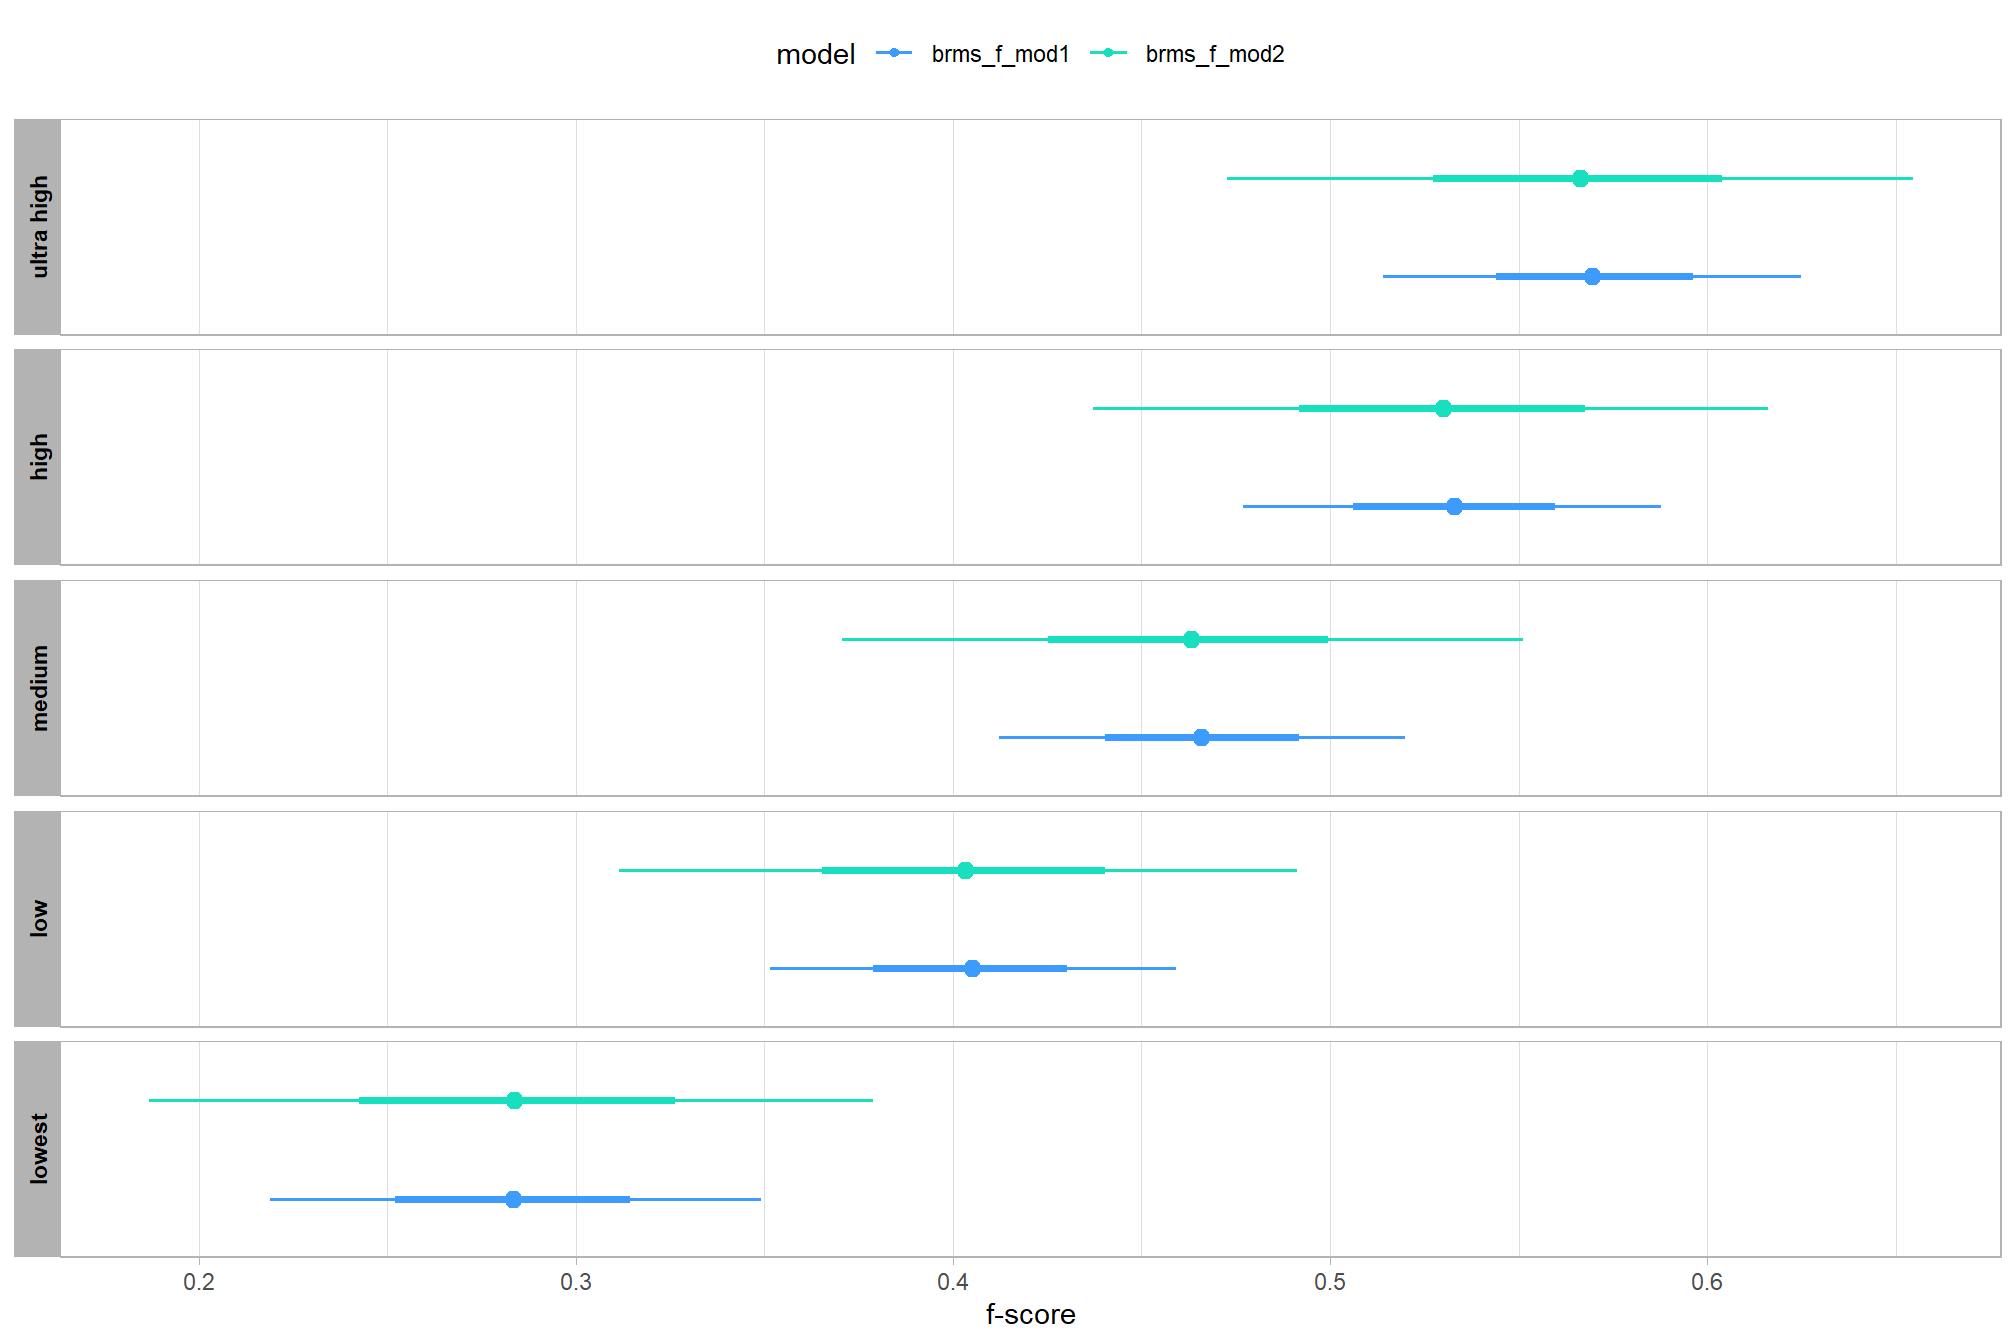 model brms_f_mod1 brms_f_mod2
ultra high
high
medium
low
lowest
0.2 0.3 0.4 0.5 0.6
f-score